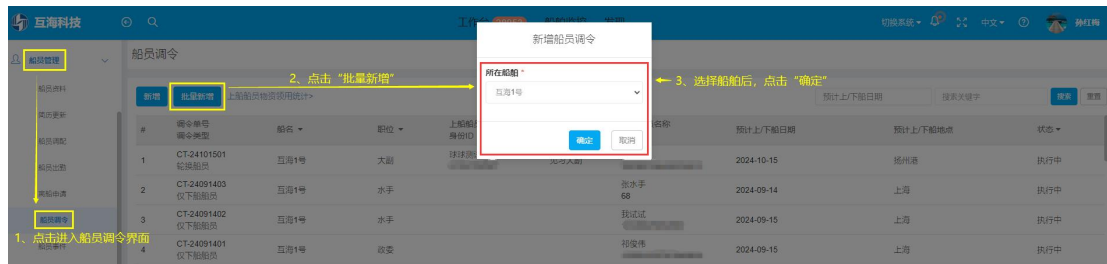 互海科技
切换系统 中文 孙红梅
新增船员调令
船员管理
船员调令
所在船舶 *
互海1号
确定 取消
2、点击“批量新增”
3、选择船舶后，点击“确定”
船员资料
简历更新
船员调配
船员出勤
船员调令
1、点击进入船员调令界面
新增 批量新增 上船船员物资领用统计>
预计上/下船日期 搜索关键字 搜索 重置
# 调令单号 船名 职位 预计上/下船日期 预计上/下船地点 状态
调令类型 身份ID
1 CT-24101501 互海1号 大副 2024-10-15 扬州港 执行中
轮换船员
2 CT-24091403 互海1号 水手 张水手 2024-09-14 上海 执行中
仅下船船员 68
3 CT-24091402 互海1号 水手 我试试 2024-09-15 上海 执行中
仅下船船员
4 CT-24091401 互海1号 政委 祁俊伟 2024-09-15 上海 执行中
仅下船船员